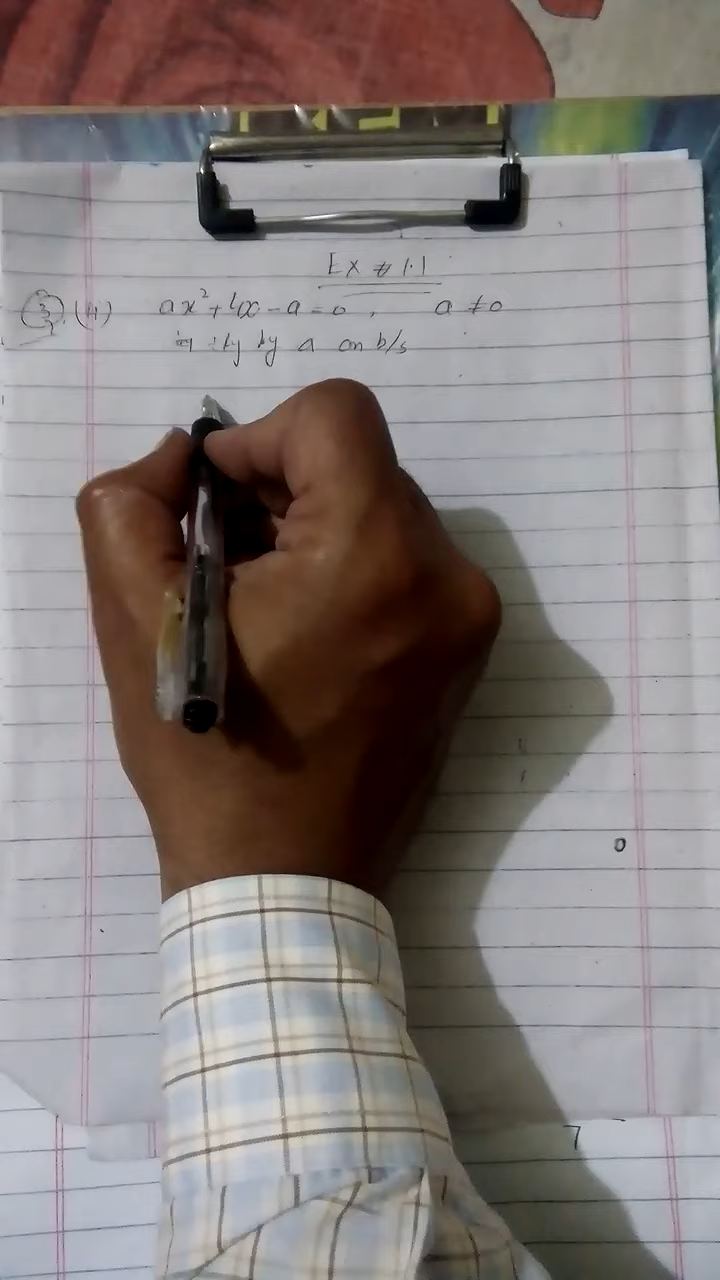 Ex # 1.1
3. (ii) ax² + 4x - a = 0 , a ≠ 0
by a on b/s